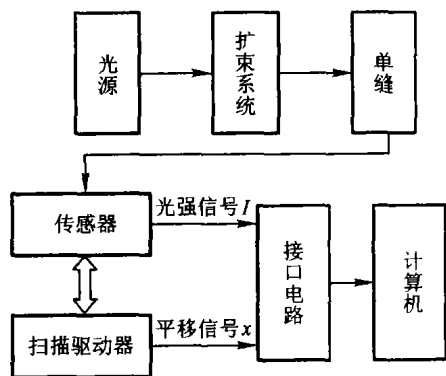 光源
扩束系统
单缝
传感器
光强信号I
接口电路
计算机
扫描驱动器
平移信号x